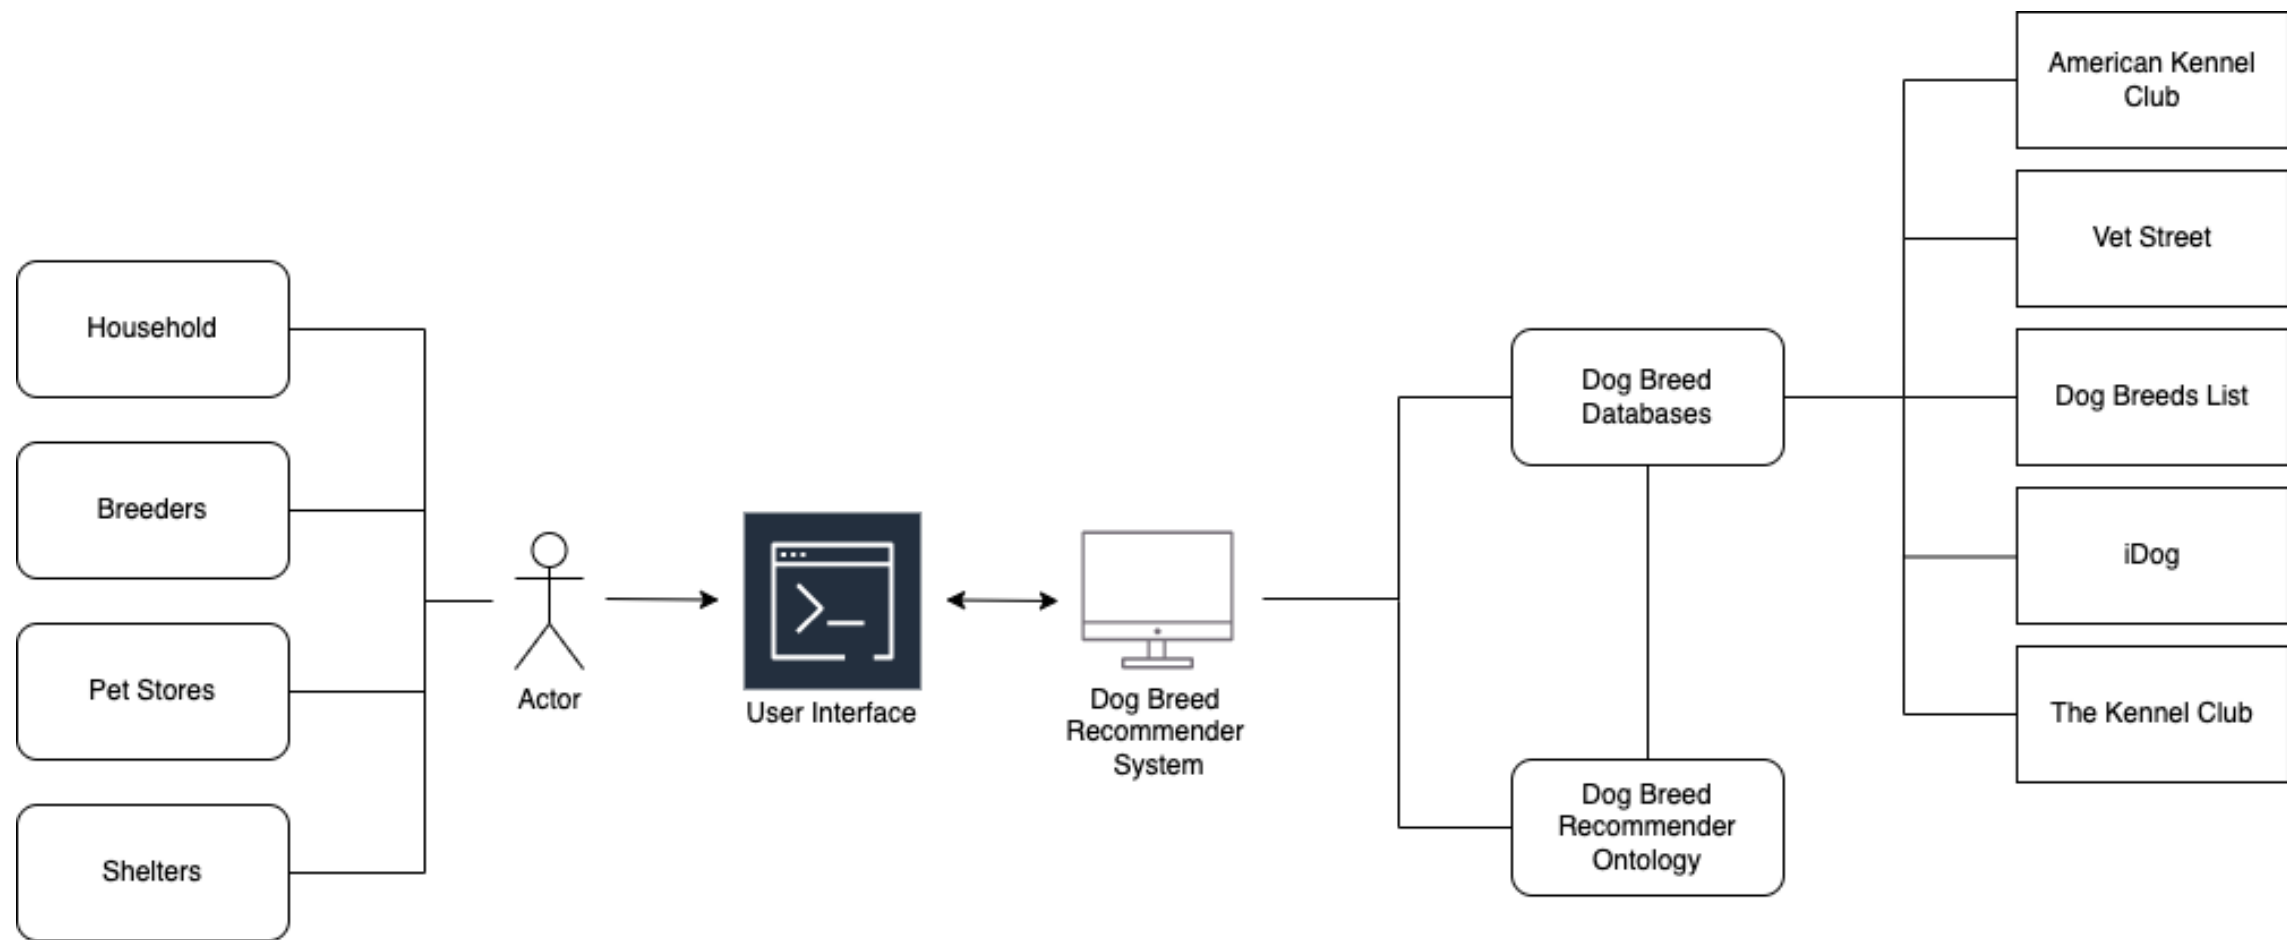 Household
Breeders
Pet Stores
Shelters
Actor
User Interface
Dog Breed
Recommender
System
Dog Breed
Databases
Dog Breed
Recommender
Ontology
American Kennel
Club
Vet Street
Dog Breeds List
iDog
The Kennel Club